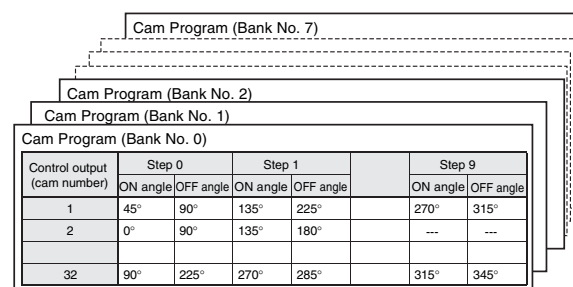 Cam Program (Bank No. 7)
Cam Program (Bank No. 2)
Cam Program (Bank No. 1)
Cam Program (Bank No. 0)
Control output (cam number) Step 0 Step 1 Step 9
ON angle OFF angle ON angle OFF angle ON angle OFF angle
1 45° 90° 135° 225° 270° 315°
2 0° 90° 135° 180° --- ---
32 90° 225° 270° 285° 315° 345°